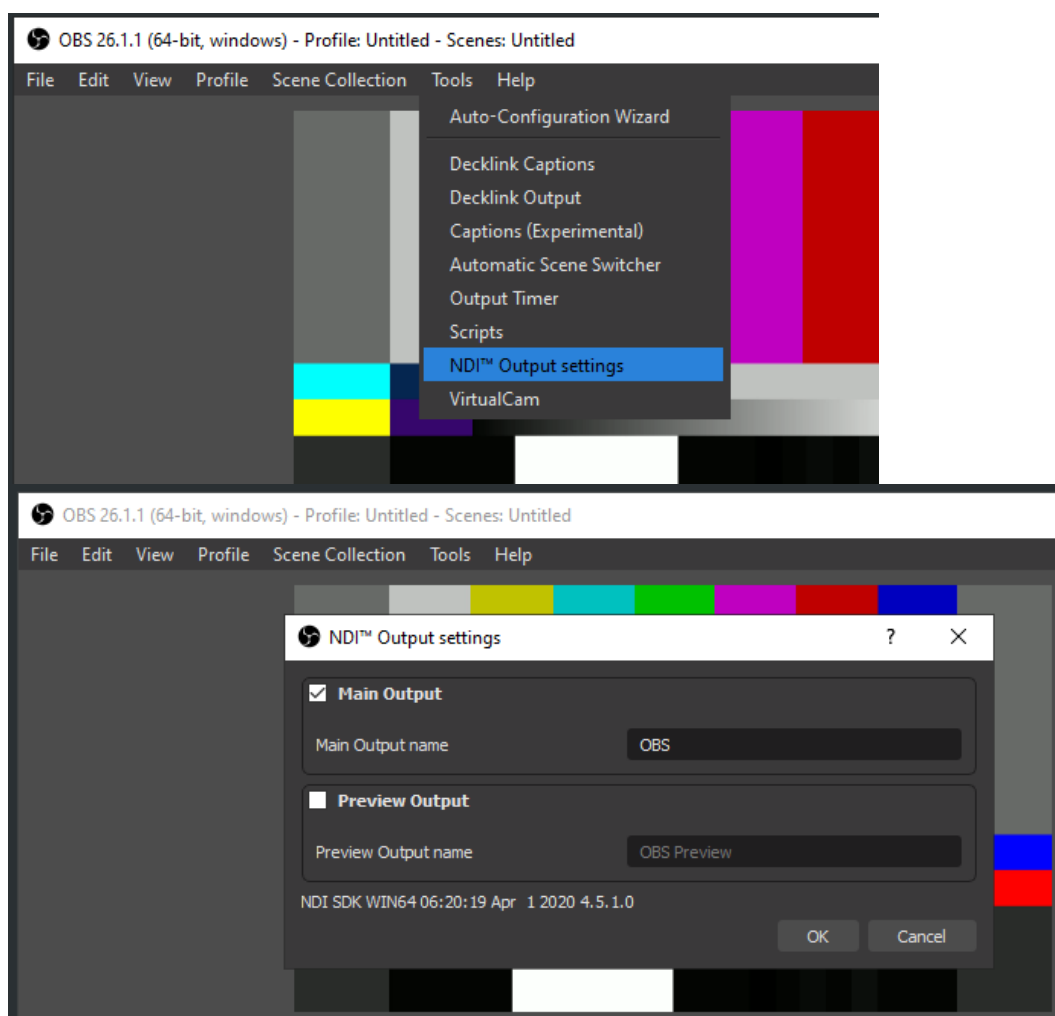 OBS 26.1.1 (64-bit, windows) - Profile: Untitled - Scenes: Untitled
File Edit View Profile Scene Collection Tools Help
Auto-Configuration Wizard
Decklink Captions
Decklink Output
Captions (Experimental)
Automatic Scene Switcher
Output Timer
Scripts
NDI™ Output settings
VirtualCam
OBS 26.1.1 (64-bit, windows) - Profile: Untitled - Scenes: Untitled
File Edit View Profile Scene Collection Tools Help
NDI™ Output settings ?
Main Output
Main Output name OBS
Preview Output
Preview Output name OBS Preview
NDI SDK WIN64 06:20:19 Apr 1 2020 4.5.1.0
OK Cancel